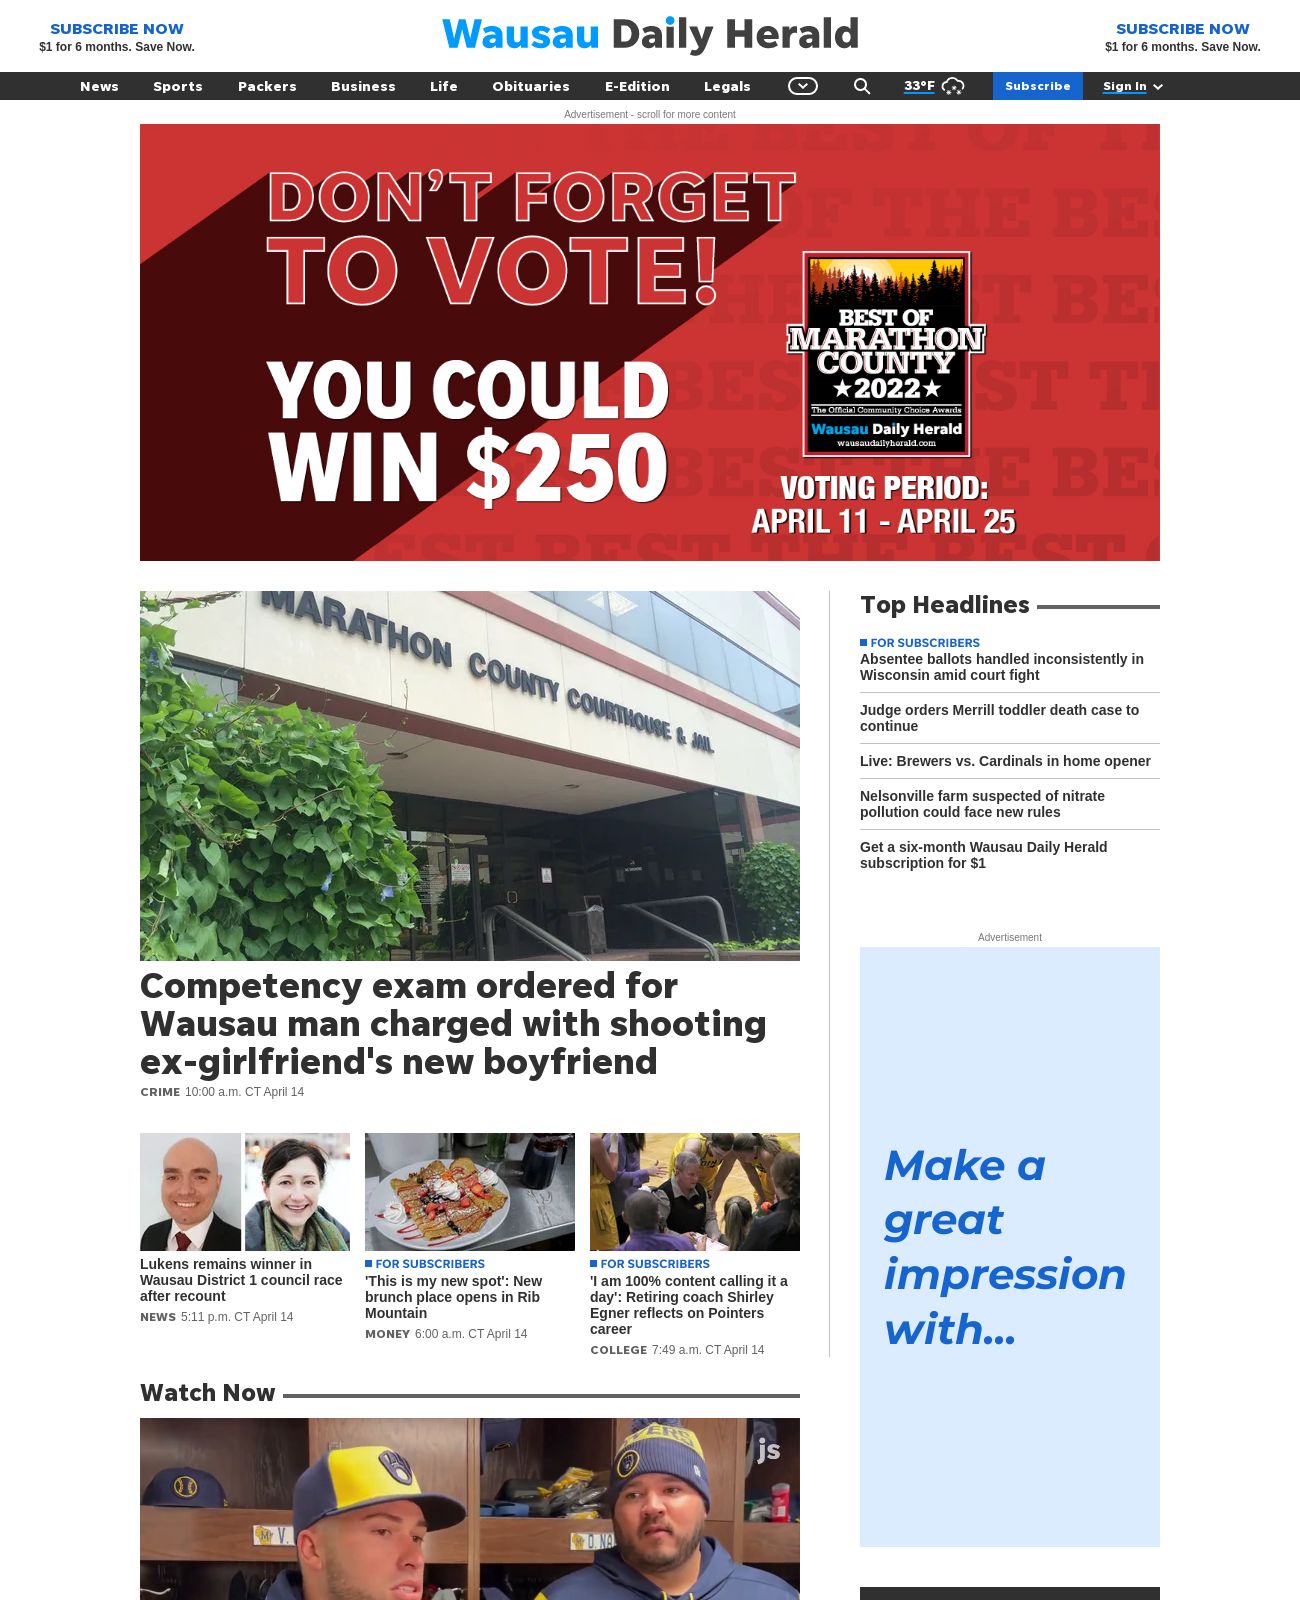 SUBSCRIBE NOW
$1 for 6 months. Save Now.
Wausau Daily Herald
SUBSCRIBE NOW
$1 for 6 months. Save Now.
News Sports Packers Business Life Obituaries E-Edition Legals 33°F Subscribe Sign In
Advertisement - scroll for more content
DON'T FORGET
TO VOTE!
YOU COULD
WIN $250
BEST OF
MARATHON
COUNTY
★2022★
The Official Community Choice Awards
Wausau Daily Herald
wausaudailyherald.com
VOTING PERIOD:
APRIL 11 - APRIL 25
MARATHON COUNTY COURTHOUSE & JAIL
Competency exam ordered for
Wausau man charged with shooting
ex-girlfriend's new boyfriend
CRIME 10:00 a.m. CT April 14
Lukens remains winner in
Wausau District 1 council race
after recount
NEWS 5:11 p.m. CT April 14
FOR SUBSCRIBERS
'This is my new spot': New
brunch place opens in Rib
Mountain
MONEY 6:00 a.m. CT April 14
FOR SUBSCRIBERS
'I am 100% content calling it a
day': Retiring coach Shirley
Egner reflects on Pointers
career
COLLEGE 7:49 a.m. CT April 14
Top Headlines
FOR SUBSCRIBERS
Absentee ballots handled inconsistently in
Wisconsin amid court fight
Judge orders Merrill toddler death case to
continue
Live: Brewers vs. Cardinals in home opener
Nelsonville farm suspected of nitrate
pollution could face new rules
Get a six-month Wausau Daily Herald
subscription for $1
Advertisement
Make a
great
impression
with...
Watch Now
js